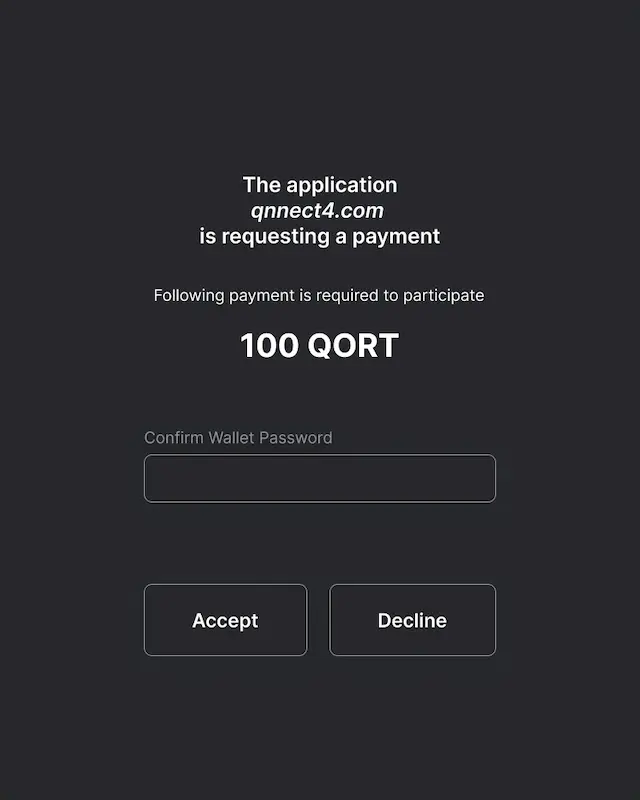 The application
qnnect4.com
is requesting a payment
Following payment is required to participate
100 QORT
Confirm Wallet Password
Accept
Decline